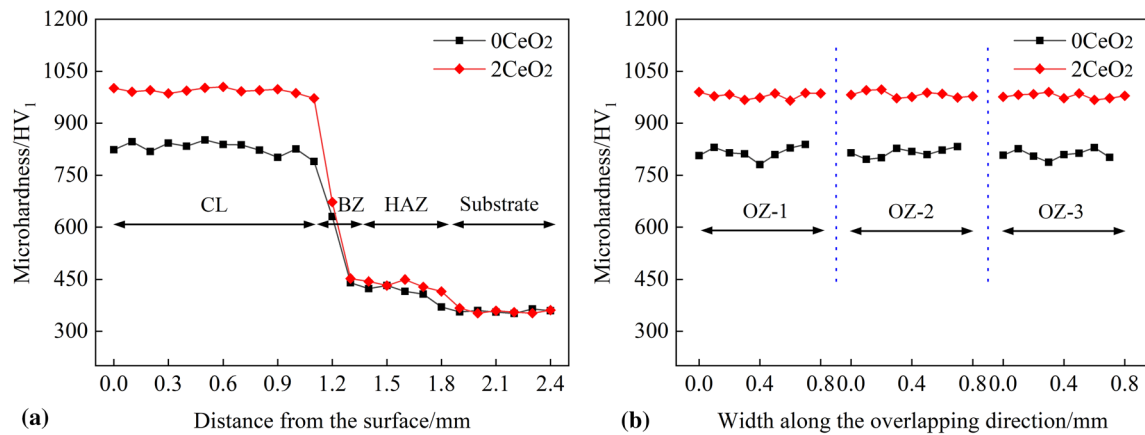 1200
1050
900
750
600
450
300
Microhardness/HV₁
0CeO₂
2CeO₂
CL
BZ
HAZ
Substrate
0.0 0.3 0.6 0.9 1.2 1.5 1.8 2.1 2.4
(a)
Distance from the surface/mm
1200
1050
900
750
600
450
300
Microhardness/HV₁
0CeO₂
2CeO₂
OZ-1
OZ-2
OZ-3
0.0 0.4 0.8 0.0 0.4 0.8 0.0 0.4 0.8
(b)
Width along the overlapping direction/mm